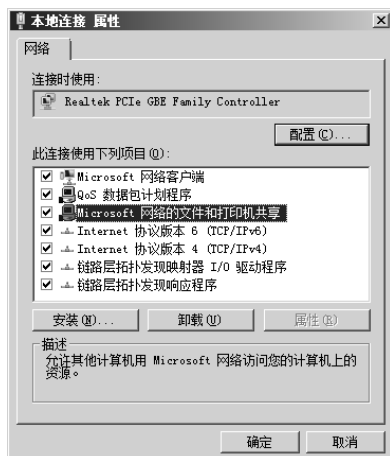 本地连接 属性
网络
连接时使用:
Realtek PCIe GBE Family Controller
配置(C)...
此连接使用下列项目(O):
Microsoft 网络客户端
QoS 数据包计划程序
Microsoft 网络的文件和打印机共享
Internet 协议版本 6 (TCP/IPv6)
Internet 协议版本 4 (TCP/IPv4)
链路层拓扑发现映射器 I/O 驱动程序
链路层拓扑发现响应程序
安装(N)... 卸载(U) 属性(R)
描述
允许其他计算机用 Microsoft 网络访问您的计算机上的
资源。
确定 取消